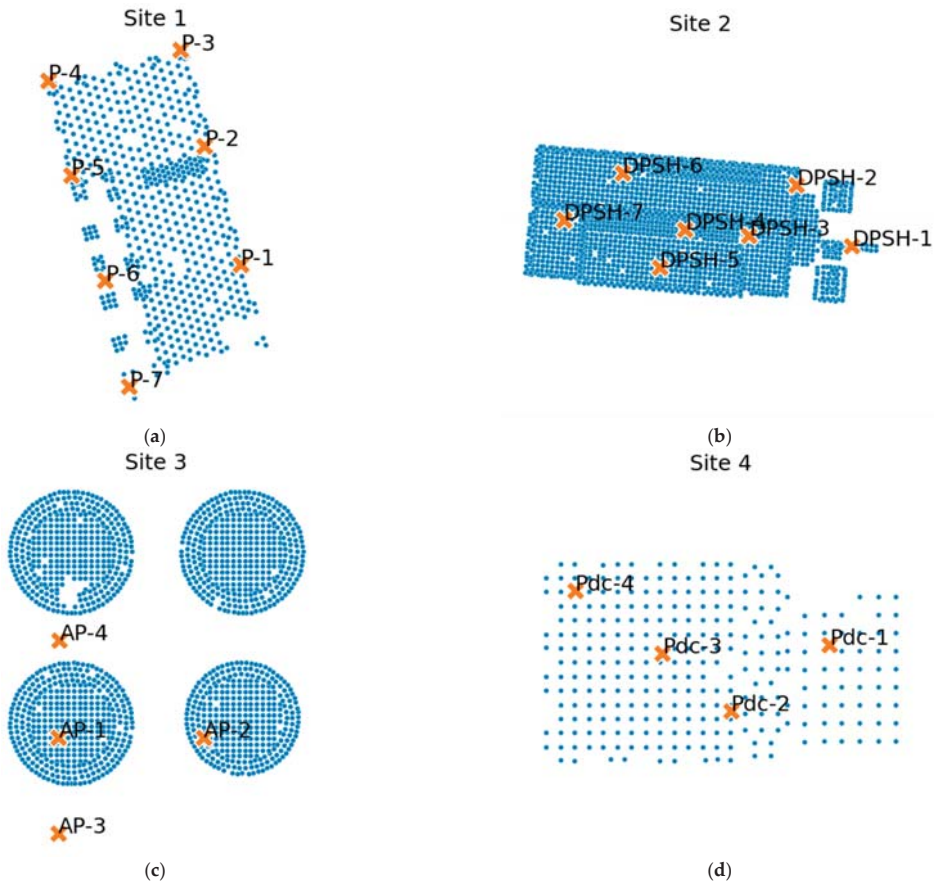 Site 1
P-3
P-4
P-2
P-5
P-1
P-6
P-7
(a)
Site 2
DPSH-6
DPSH-2
DPSH-7
DPSH-4
DPSH-3
DPSH-1
DPSH-5
(b)
Site 3
AP-4
AP-1
AP-2
AP-3
(c)
Site 4
Pdc-4
Pdc-1
Pdc-3
Pdc-2
(d)